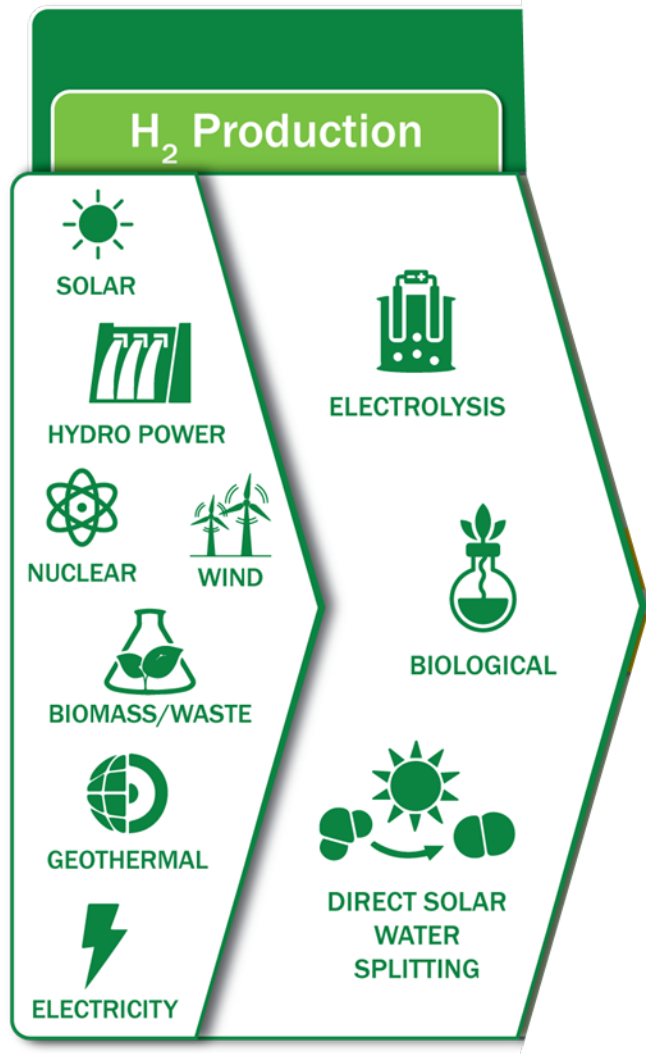 H₂ Production
SOLAR
HYDRO POWER
NUCLEAR
WIND
BIOMASS/WASTE
GEOTHERMAL
ELECTRICITY
ELECTROLYSIS
BIOLOGICAL
DIRECT SOLAR
WATER
SPLITTING